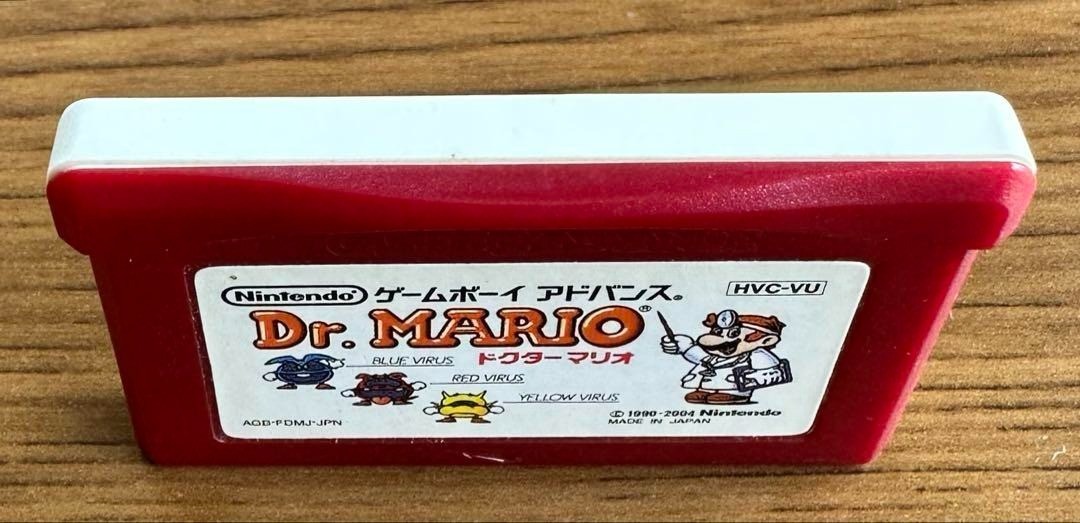 Nintendo ゲームボーイ アドバンス®
HVC-VU
Dr. MARIO®
ドクターマリオ
BLUE VIRUS
RED VIRUS
YELLOW VIRUS
AGB-FDMJ-JPN
© 1990-2004 Nintendo
MADE IN JAPAN